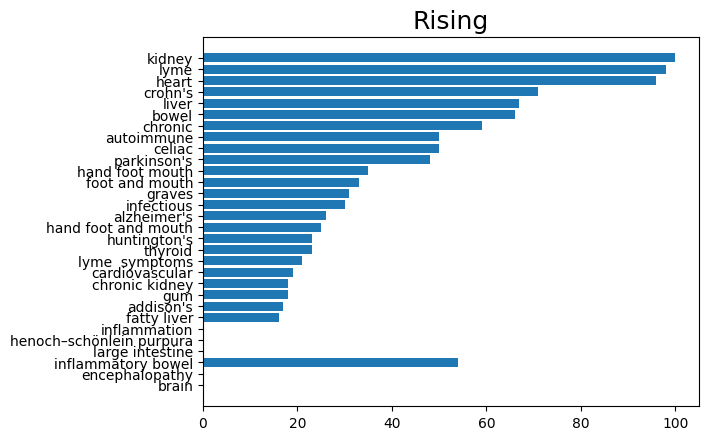 Rising
kidney
lyme
heart
crohn's
liver
bowel
chronic
autoimmune
celiac
parkinson's
hand foot mouth
foot and mouth
graves
infectious
alzheimer's
hand foot and mouth
huntington's
thyroid
lyme  symptoms
cardiovascular
chronic kidney
gum
addison's
fatty liver
inflammation
henoch–schönlein purpura
large intestine
inflammatory bowel
encephalopathy
brain
0 20 40 60 80 100